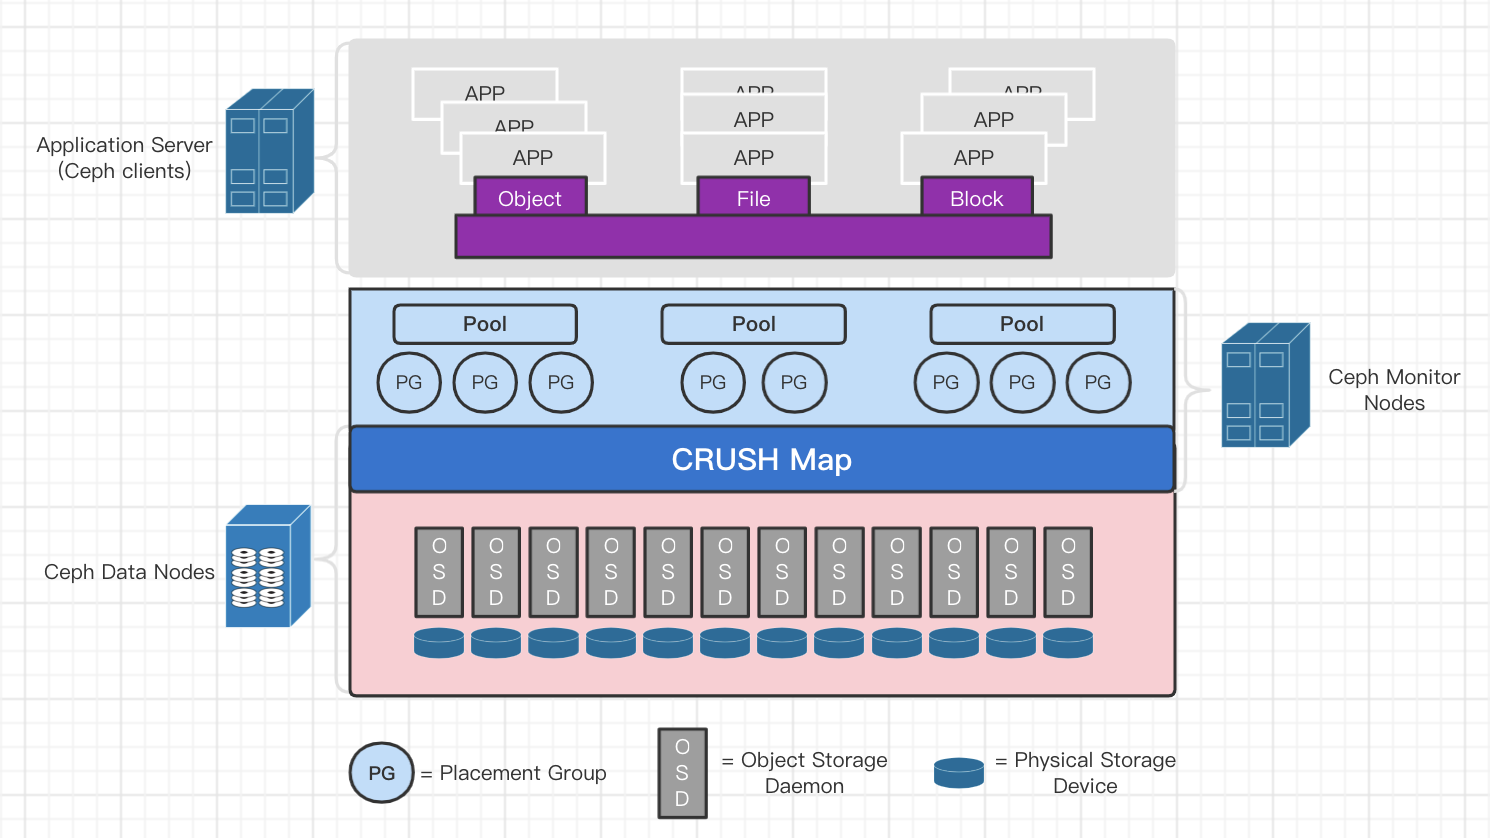 APP
APP
APP
APP
APP
APP
Application Server
(Ceph clients)
APP
APP
APP
Object
File
Block
Pool
Pool
Pool
PG
PG
PG
PG
PG
PG
PG
PG
Ceph Monitor
Nodes
CRUSH Map
OSD
OSD
OSD
OSD
OSD
OSD
OSD
OSD
OSD
OSD
OSD
OSD
Ceph Data Nodes
PG
= Placement Group
OSD
= Object Storage
Daemon
= Physical Storage
Device